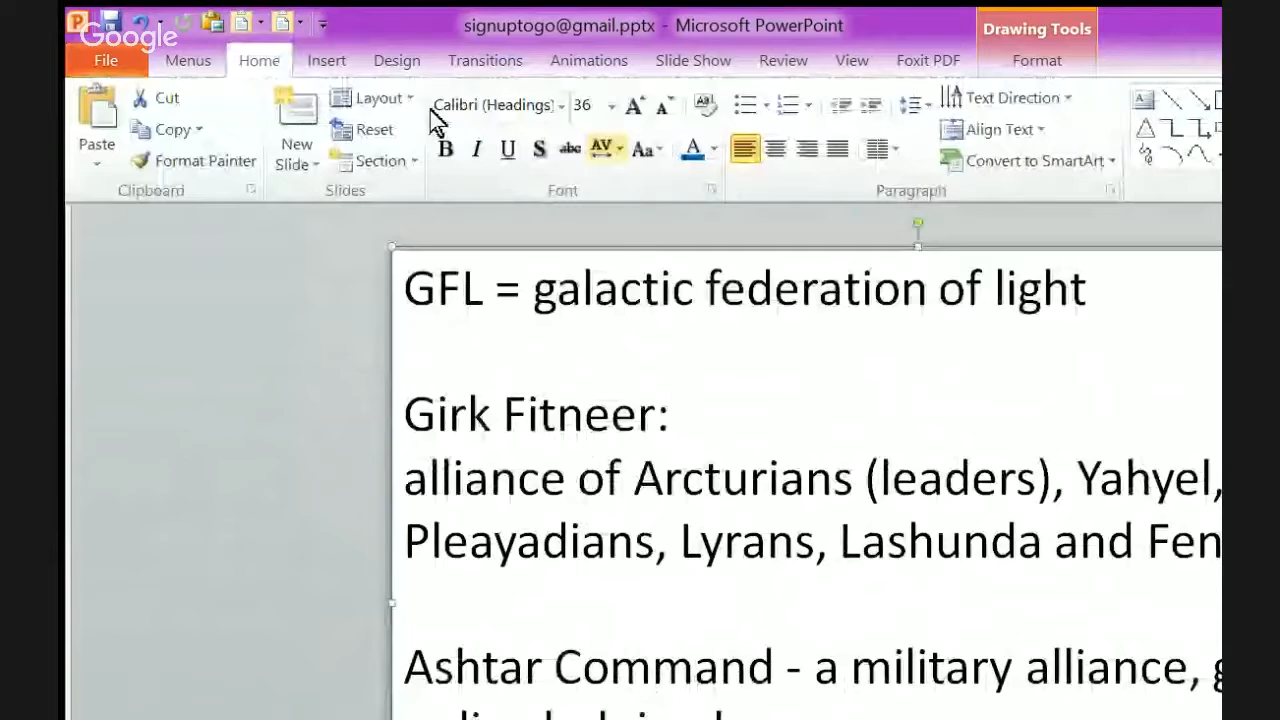 signuptogo@gmail.pptx - Microsoft PowerPoint
Drawing Tools
Google
File Menus Home Insert Design Transitions Animations Slide Show Review View Foxit PDF Format
Cut
Copy
Format Painter
Paste
Clipboard
New
Slide
Layout
Reset
Section
Slides
Calibri (Headings) 36
B I U S abc AV Aa A
Font
Text Direction
Align Text
Convert to SmartArt
Paragraph
GFL = galactic federation of light
Girk Fitneer:
alliance of Arcturians (leaders), Yahyel,
Pleayadians, Lyrans, Lashunda and Fen
Ashtar Command - a military alliance,